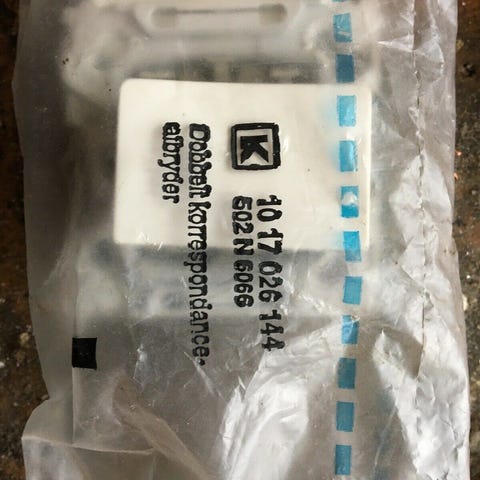 K
10 17 026 144
502 N 6066
Dobbelt korrespondance-
afbryder